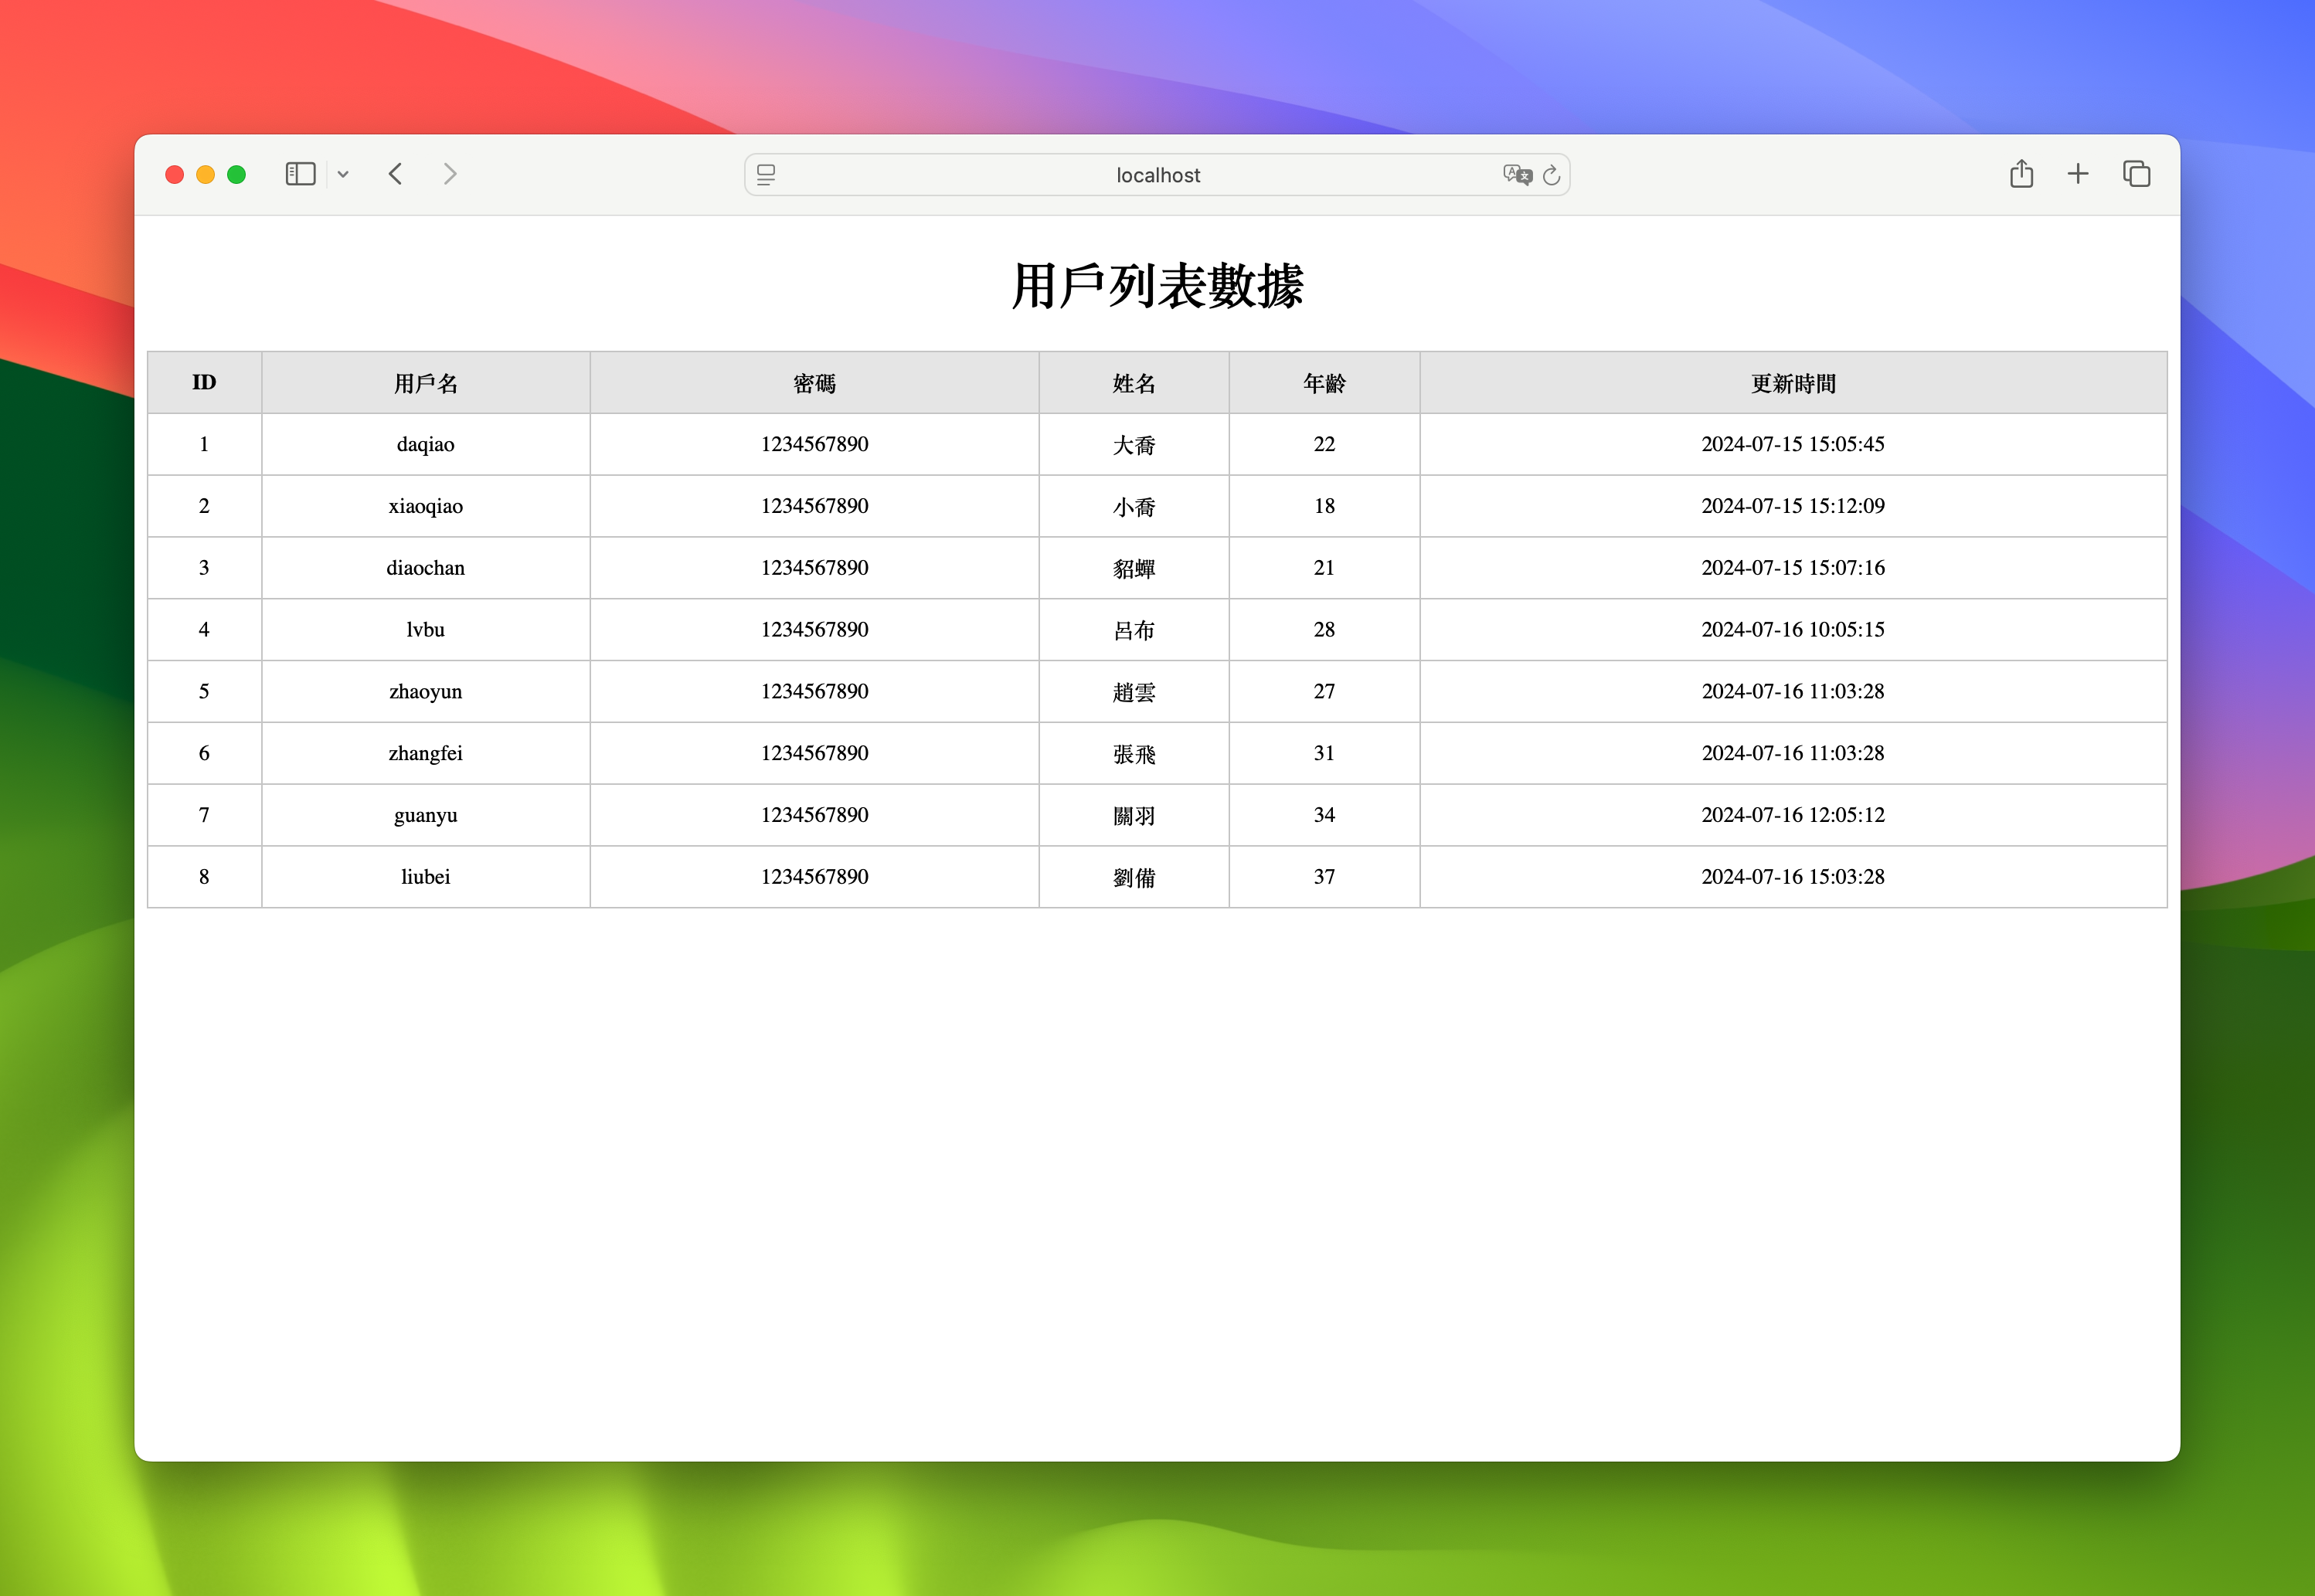 localhost
用戶列表數據
ID 用戶名 密碼 姓名 年齡 更新時間
1 daqiao 1234567890 大喬 22 2024-07-15 15:05:45
2 xiaoqiao 1234567890 小喬 18 2024-07-15 15:12:09
3 diaochan 1234567890 貂蟬 21 2024-07-15 15:07:16
4 lvbu 1234567890 呂布 28 2024-07-16 10:05:15
5 zhaoyun 1234567890 趙雲 27 2024-07-16 11:03:28
6 zhangfei 1234567890 張飛 31 2024-07-16 11:03:28
7 guanyu 1234567890 關羽 34 2024-07-16 12:05:12
8 liubei 1234567890 劉備 37 2024-07-16 15:03:28